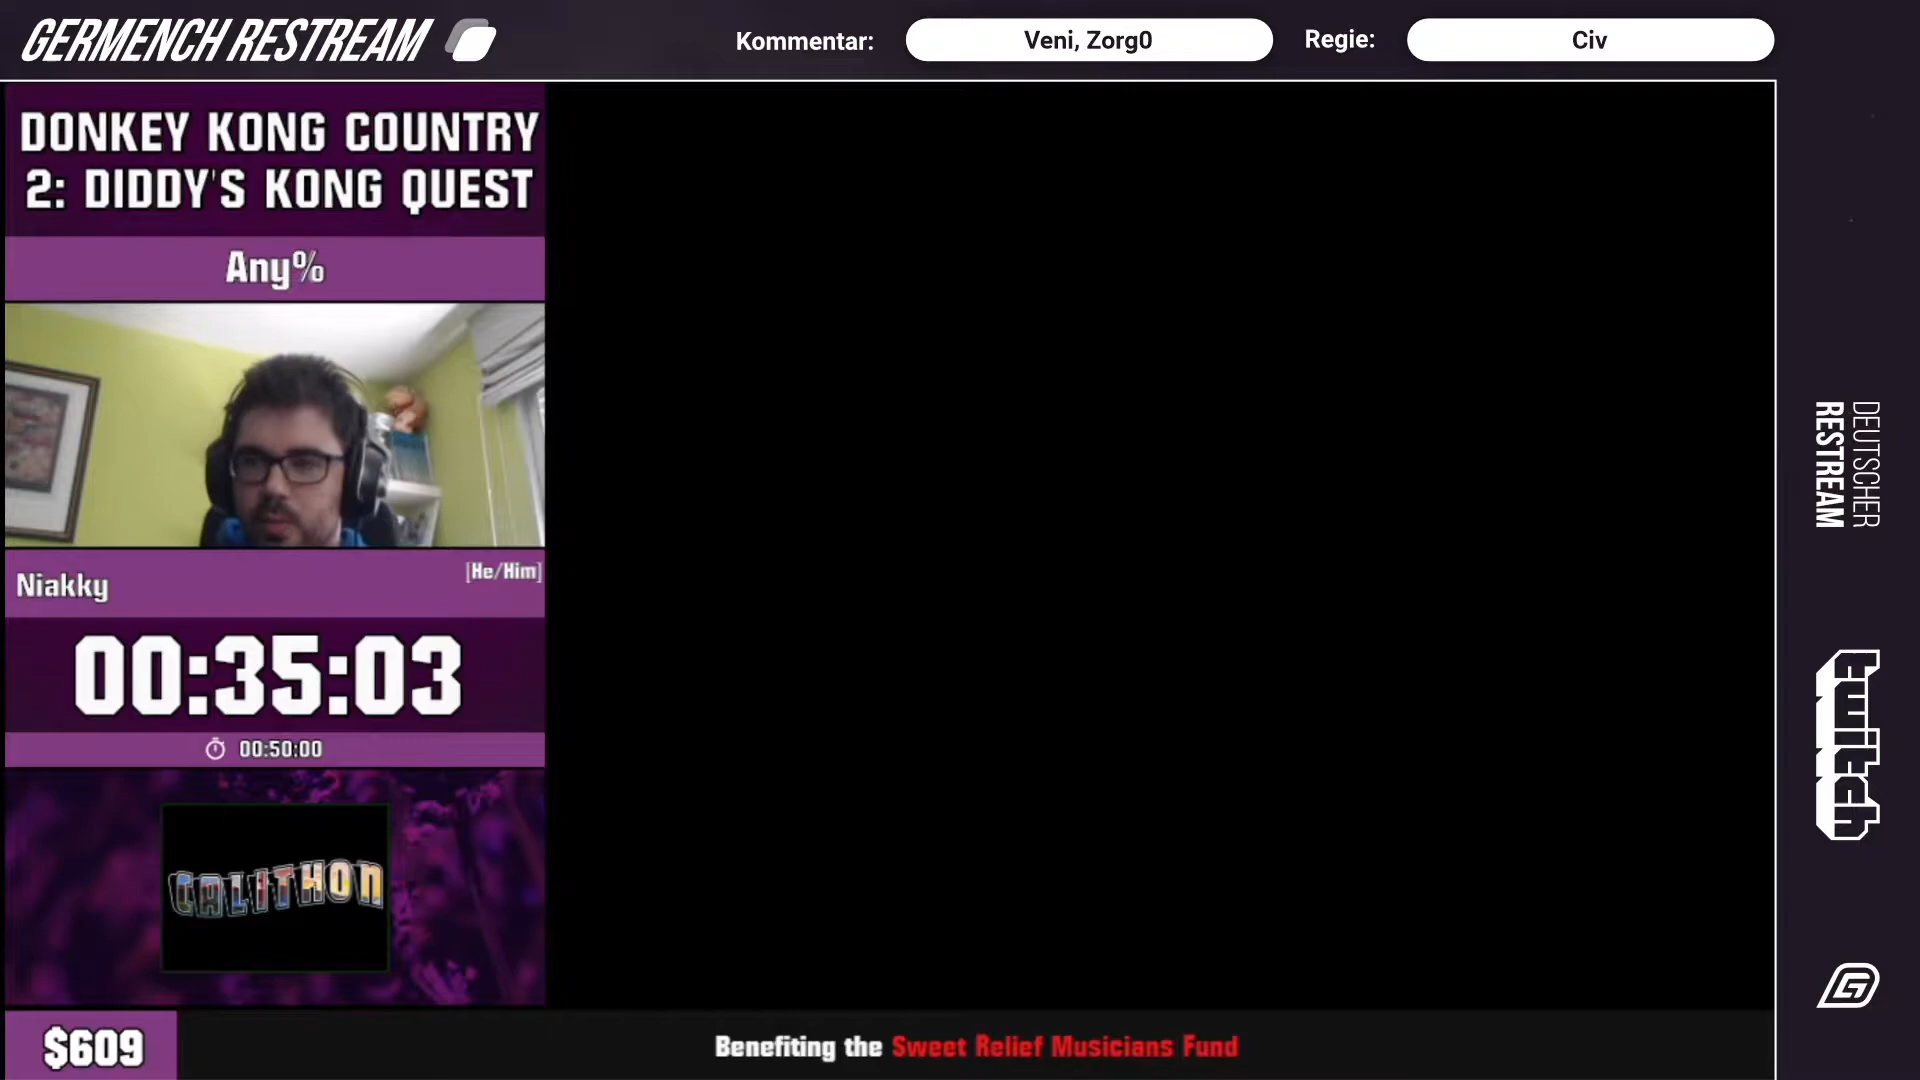 GERMENCH RESTREAM
Kommentar:
Veni, Zorg0
Regie:
Civ
DONKEY KONG COUNTRY
2: DIDDY'S KONG QUEST
Any%
Niakky
[He/Him]
00:35:03
00:50:00
CALITHON
$609
Benefiting the Sweet Relief Musicians Fund
DEUTSCHER
RESTREAM
twitch